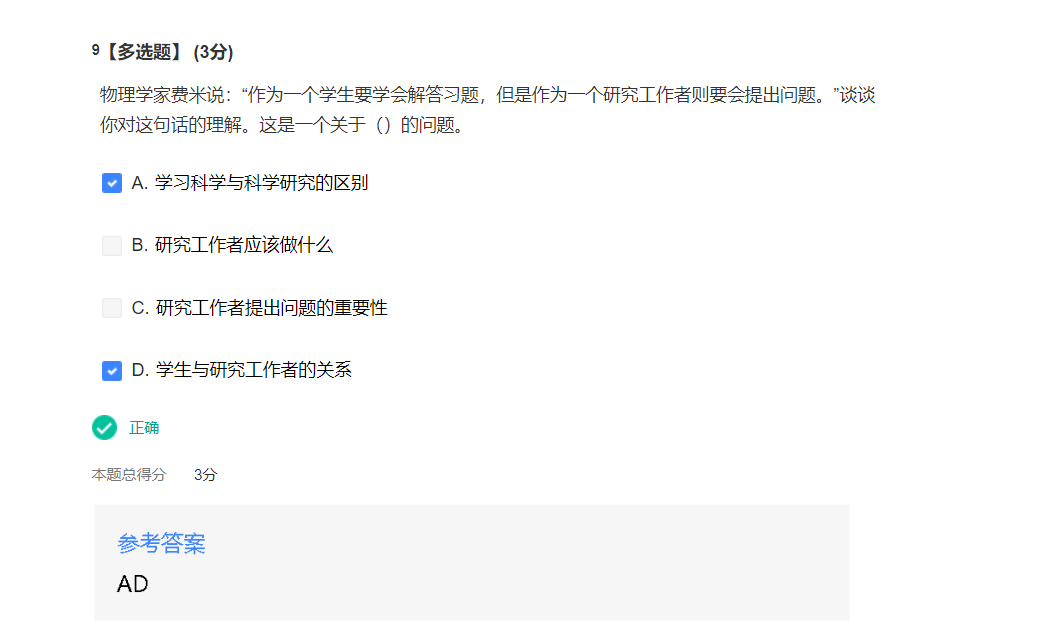 9【多选题】 (3分)
物理学家费米说：“作为一个学生要学会解答习题，但是作为一个研究工作者则要会提出问题。”谈谈
你对这句话的理解。这是一个关于（）的问题。
A. 学习科学与科学研究的区别
B. 研究工作者应该做什么
C. 研究工作者提出问题的重要性
D. 学生与研究工作者的关系
正确
本题总得分 3分
参考答案
AD